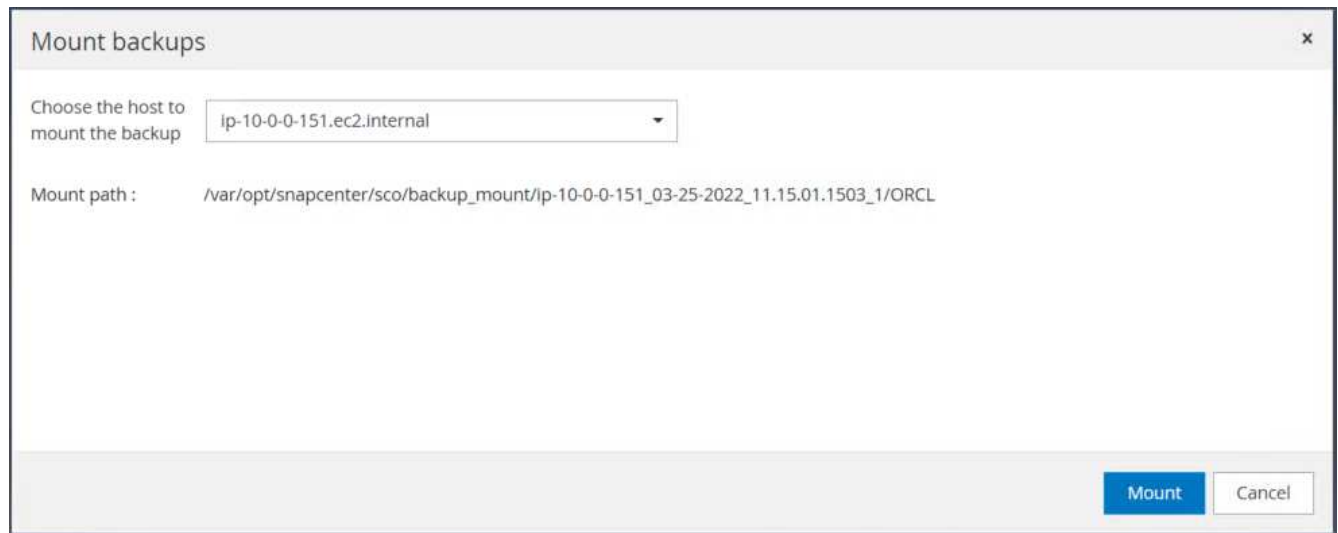 Mount backups
x
Choose the host to
mount the backup
ip-10-0-0-151.ec2.internal
Mount path : /var/opt/snapcenter/sco/backup_mount/ip-10-0-0-151_03-25-2022_11.15.01.1503_1/ORCL
Mount
Cancel